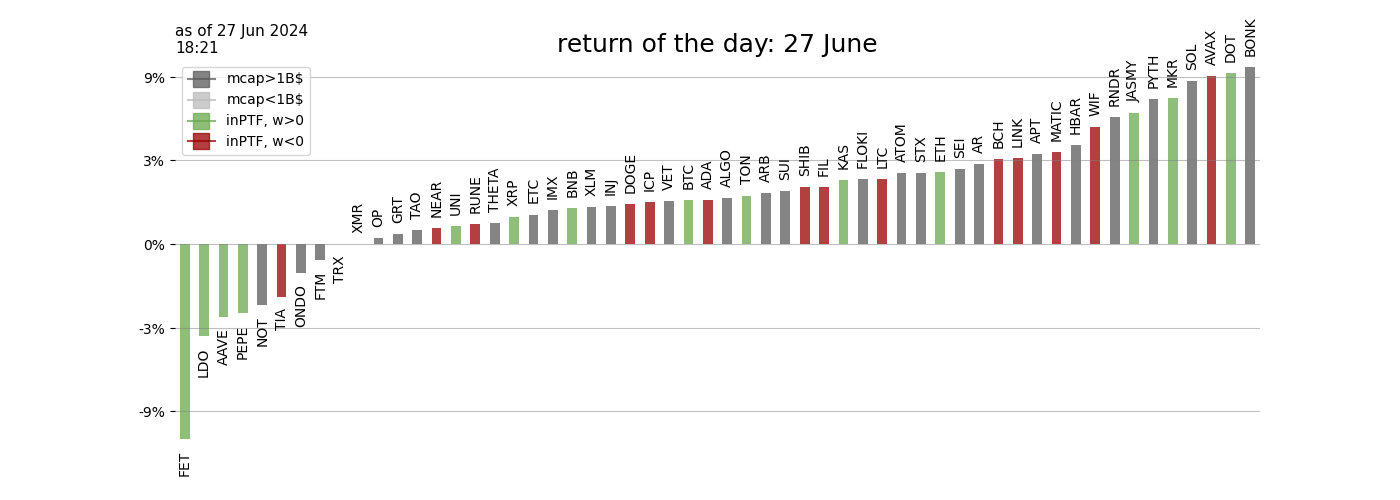 as of 27 Jun 2024
18:21
return of the day: 27 June
mcap>1B$
mcap<1B$
inPTF, w>0
inPTF, w<0
9%
3%
0%
-3%
-9%
FET
LDO
AAVE
PEPE
NOT
TIA
ONDO
FTM
TRX
XMR
OP
GRT
TAO
NEAR
UNI
RUNE
THETA
XRP
ETC
IMX
BNB
XLM
INJ
DOGE
ICP
VET
BTC
ADA
ALGO
TON
ARB
SUI
SHIB
FIL
KAS
FLOKI
LTC
ATOM
STX
ETH
SEI
AR
BCH
LINK
APT
MATIC
HBAR
WIF
RNDR
JASMY
PYTH
MKR
SOL
AVAX
DOT
BONK